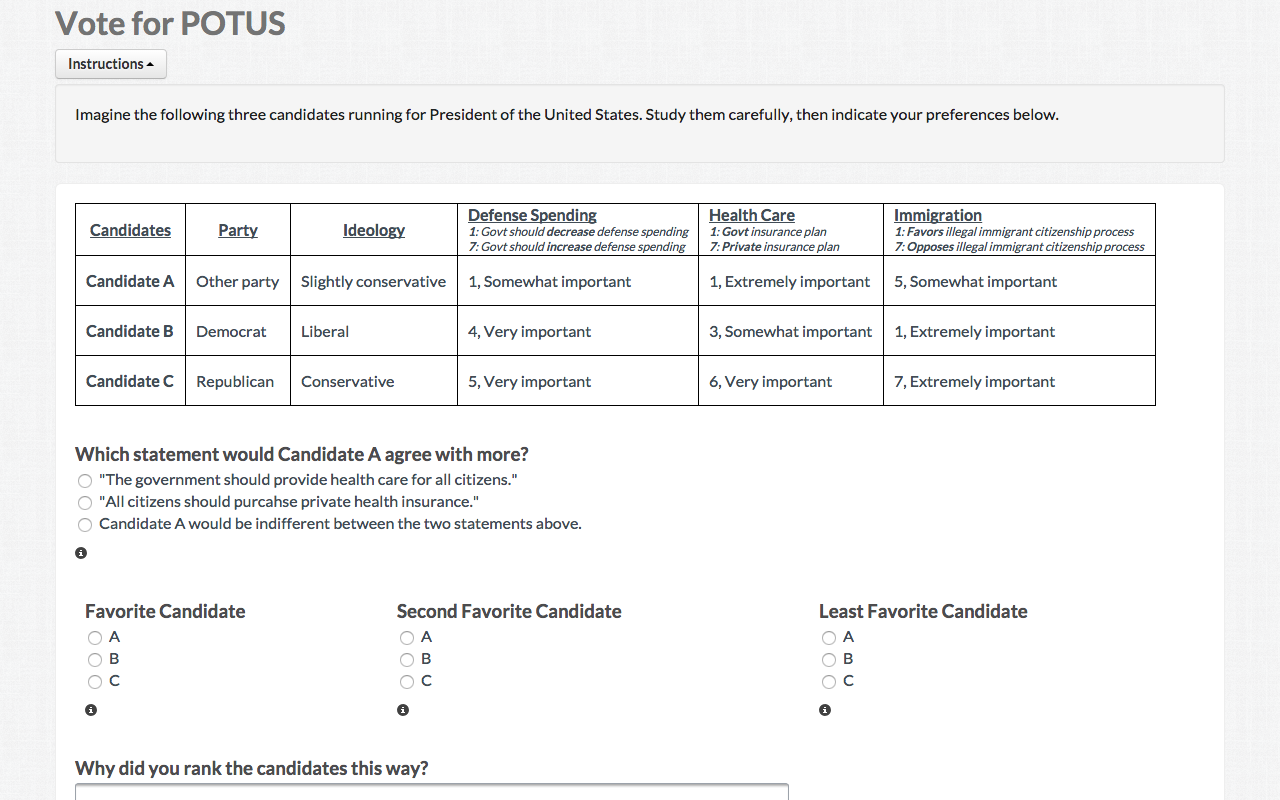 Vote for POTUS
Instructions
Imagine the following three candidates running for President of the United States. Study them carefully, then indicate your preferences below.
Candidates Party Ideology Defense Spending 1: Govt should decrease defense spending 7: Govt should increase defense spending Health Care 1: Govt insurance plan 7: Private insurance plan Immigration 1: Favors illegal immigrant citizenship process 7: Opposes illegal immigrant citizenship process
Candidate A Other party Slightly conservative 1, Somewhat important 1, Extremely important 5, Somewhat important
Candidate B Democrat Liberal 4, Very important 3, Somewhat important 1, Extremely important
Candidate C Republican Conservative 5, Very important 6, Very important 7, Extremely important
Which statement would Candidate A agree with more?
"The government should provide health care for all citizens."
"All citizens should purcahse private health insurance."
Candidate A would be indifferent between the two statements above.
Favorite Candidate Second Favorite Candidate Least Favorite Candidate
A A A
B B B
C C C
Why did you rank the candidates this way?